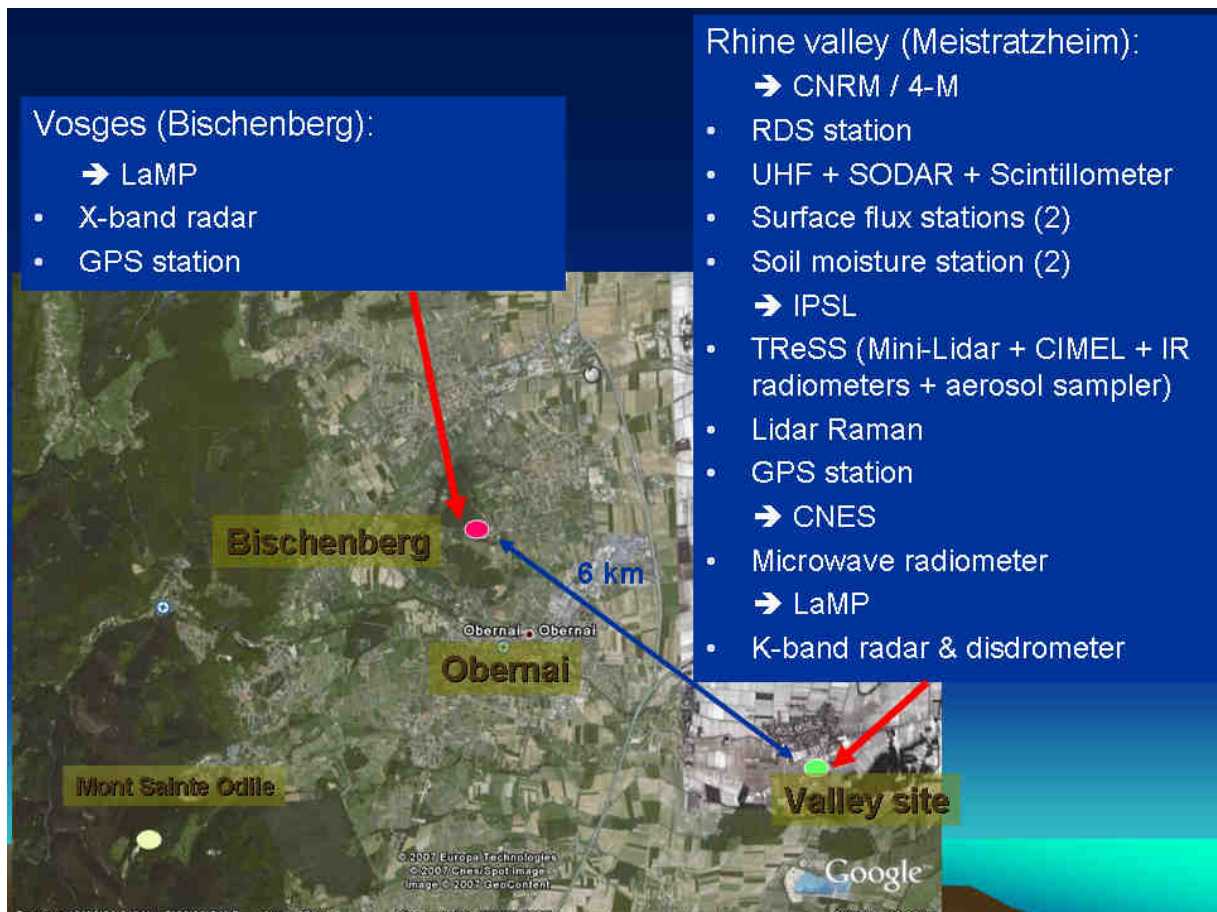 Vosges (Bischenberg):
➔ LaMP
• X-band radar
• GPS station
Rhine valley (Meistratzheim):
➔ CNRM / 4-M
• RDS station
• UHF + SODAR + Scintillometer
• Surface flux stations (2)
• Soil moisture station (2)
➔ IPSL
• TReSS (Mini-Lidar + CIMEL + IR
radiometers + aerosol sampler)
• Lidar Raman
• GPS station
➔ CNES
• Microwave radiometer
➔ LaMP
• K-band radar & disdrometer
Bischenberg
6 km
Obernai Obernai
Obernai
Mont Sainte Odile
Valley site
© 2007 Europa Technologies
© 2007 Cnes/Spot Image
Image © 2007 GeoContent
Google